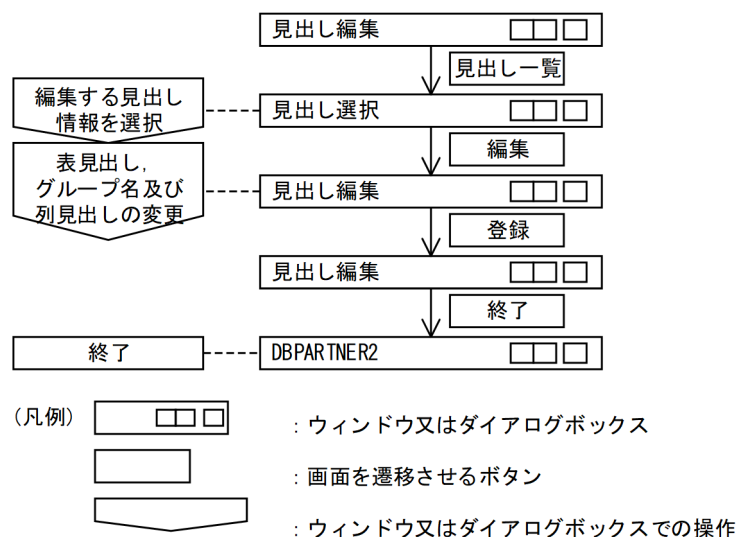 見出し編集
見出し一覧
編集する見出し
情報を選択
見出し選択
編集
表見出し,
グループ名及び
列見出しの変更
見出し編集
登録
見出し編集
終了
終了
DBPARTNER2
(凡例)
:ウィンドウ又はダイアログボックス
:画面を遷移させるボタン
:ウィンドウ又はダイアログボックスでの操作